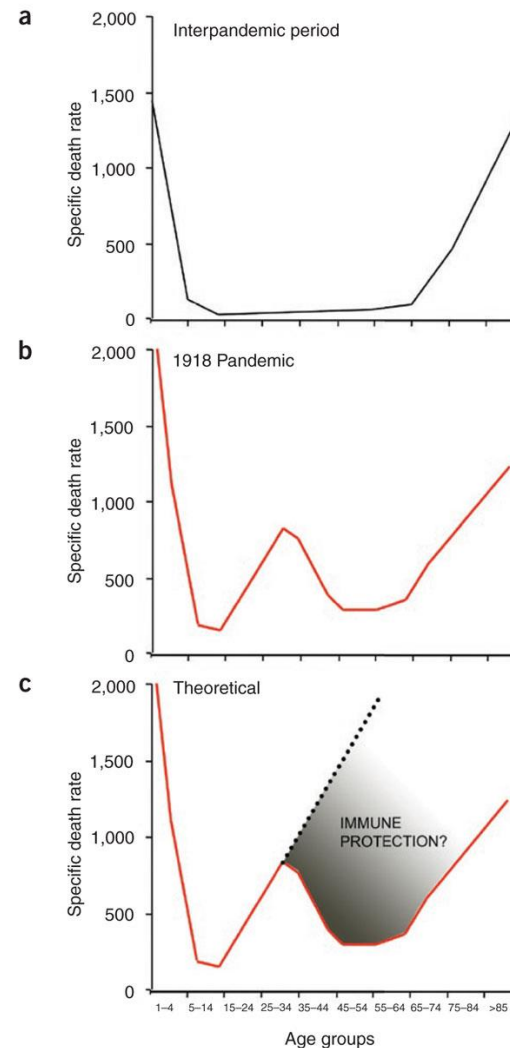 a
Interpandemic period
Specific death rate
2,000
1,500
1,000
500
0
b
1918 Pandemic
Specific death rate
2,000
1,500
1,000
500
0
c
Theoretical
Specific death rate
2,000
1,500
1,000
500
0
IMMUNE
PROTECTION?
1–4 5–14 15–24 25–34 35–44 45–54 55–64 65–74 75–84 >85
Age groups